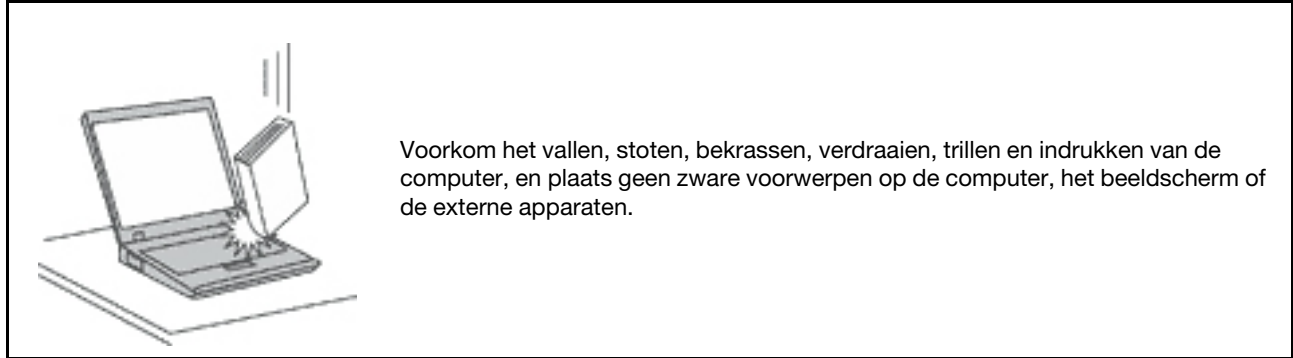 Voorkom het vallen, stoten, bekrassen, verdraaien, trillen en indrukken van de
computer, en plaats geen zware voorwerpen op de computer, het beeldscherm of
de externe apparaten.